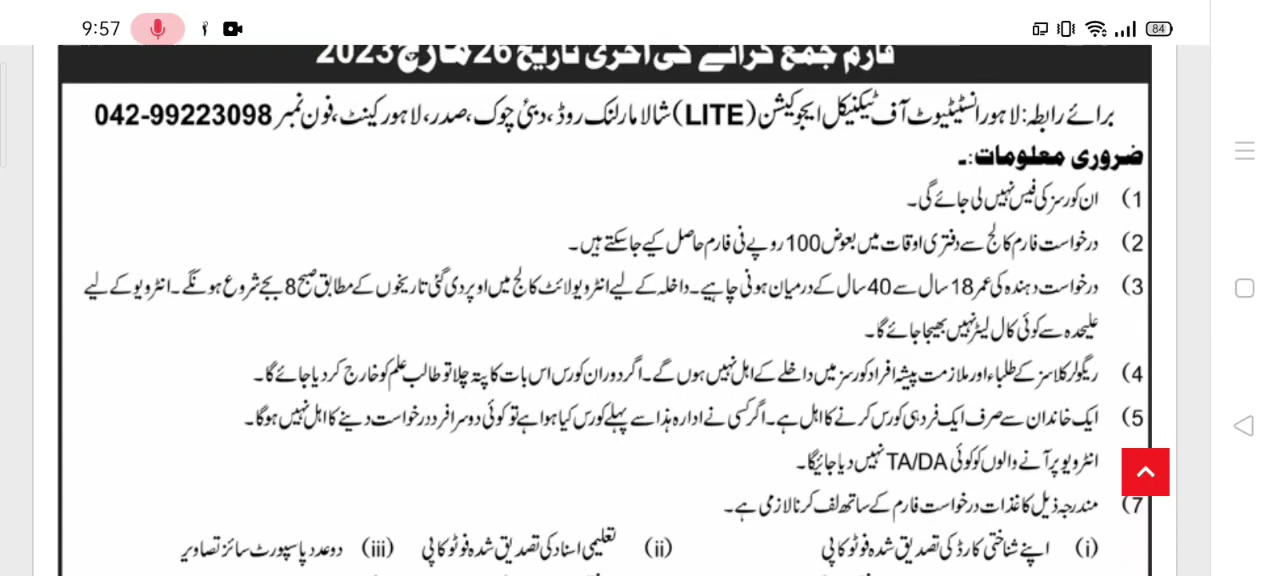 9:57
84
فارم جمع کرانے کی آخری تاریخ 26 مارچ 2023
برائے رابطہ: لاہور انسٹیٹیوٹ آف ٹیکنیکل ایجوکیشن (LITE) شالامار لنک روڈ، دبئی چوک، صدر، لاہور کینٹ، فون نمبر 042-99223098
ضروری معلومات:۔
1) ان کورسز کی فیس نہیں لی جائے گی۔
2) درخواست فارم کالج سے دفتری اوقات میں بعوض 100 روپے فی فارم حاصل کیے جاسکتے ہیں۔
3) درخواست دہندہ کی عمر 18 سال سے 40 سال کے درمیان ہونی چاہیے۔ داخلہ کے لیے انٹرویو لائٹ کالج میں اوپر دی گئی تاریخوں کے مطابق صبح 8 بجے شروع ہونگے۔ انٹرویو کے لیے
علیحدہ سے کوئی کال لیٹر نہیں بھیجا جائے گا۔
4) ریگولر کلاسز کے طلباء اور ملازمت پیشہ افراد کورسز میں داخلے کے اہل نہیں ہوں گے۔ اگر دوران کورس اس بات کا پتہ چلا تو طالب علم کو خارج کر دیا جائے گا۔
5) ایک خاندان سے صرف ایک فرد ہی کورس کرنے کا اہل ہے۔ اگر کسی نے ادارہ ہذا سے پہلے کورس کیا ہوا ہے تو کوئی دوسرا فرد درخواست دینے کا اہل نہیں ہوگا۔
انٹرویو پر آنے والوں کو کوئی TA/DA نہیں دیا جائیگا۔
7) مندرجہ ذیل کاغذات درخواست فارم کے ساتھ لف کرنا لازمی ہے۔
(i) اپنے شناختی کارڈ کی تصدیق شدہ فوٹو کاپی (ii) تعلیمی اسناد کی تصدیق شدہ فوٹو کاپی (iii) دو عدد پاسپورٹ سائز تصاویر